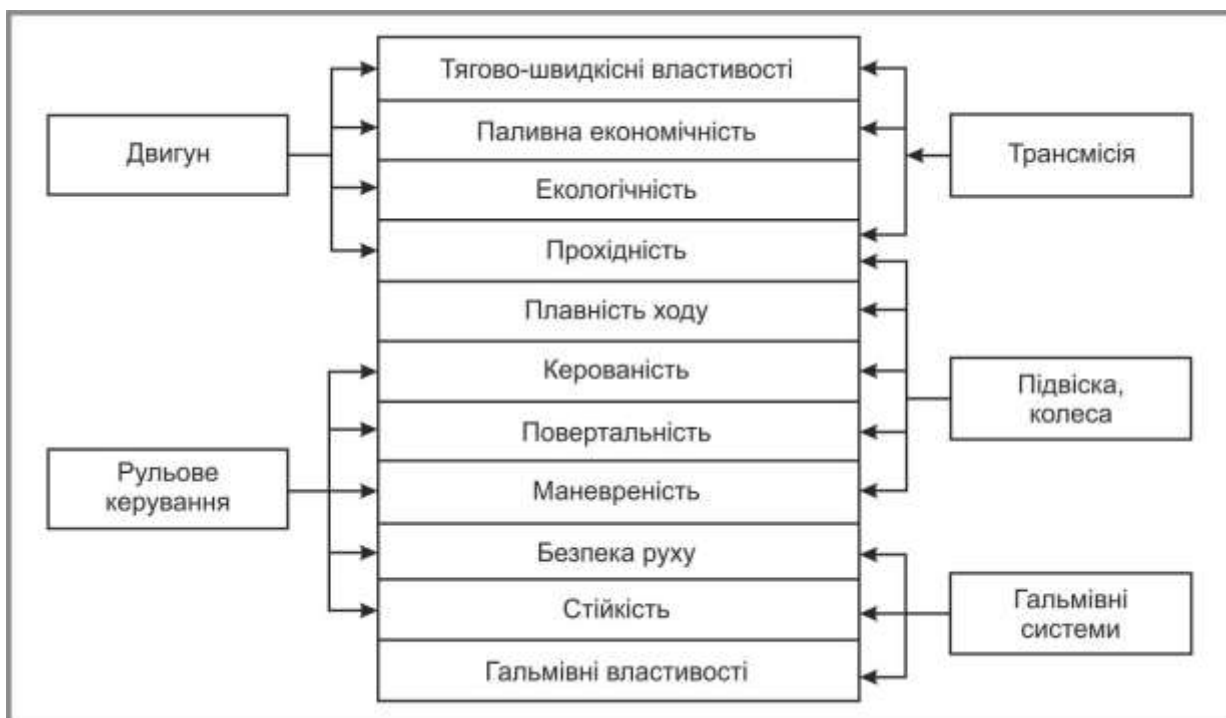 Тягово-швидкісні властивості
Двигун
Паливна економічність
Трансмісія
Екологічність
Прохідність
Плавність ходу
Керованість
Підвіска,
колеса
Повертальність
Рульове
керування
Маневреність
Безпека руху
Стійкість
Гальмівні
системи
Гальмівні властивості